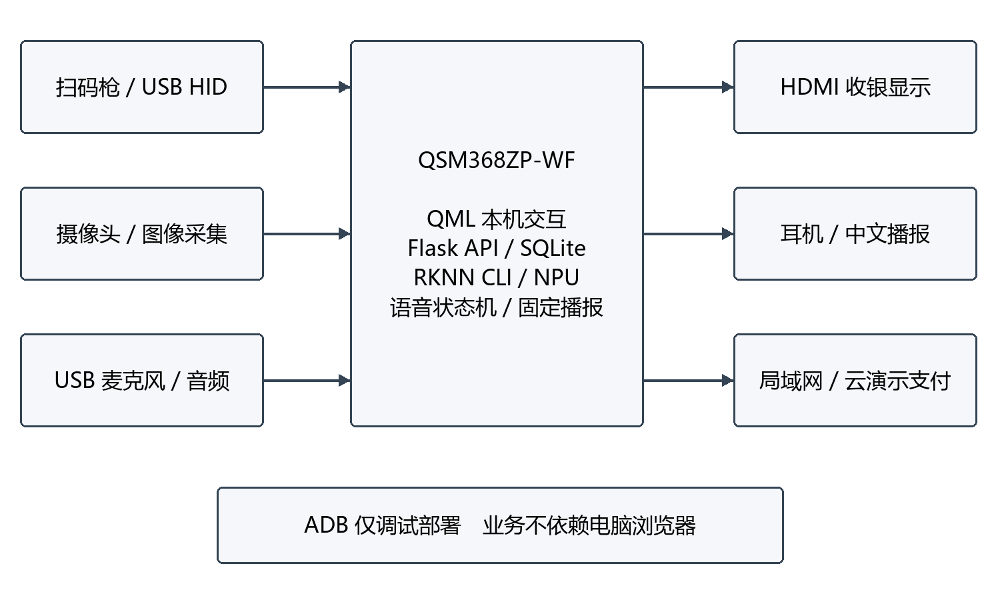 扫码枪 / USB HID
摄像头 / 图像采集
USB 麦克风 / 音频
QSM368ZP-WF
QML 本机交互
Flask API / SQLite
RKNN CLI / NPU
语音状态机 / 固定播报
HDMI 收银显示
耳机 / 中文播报
局域网 / 云演示支付
ADB 仅调试部署　业务不依赖电脑浏览器